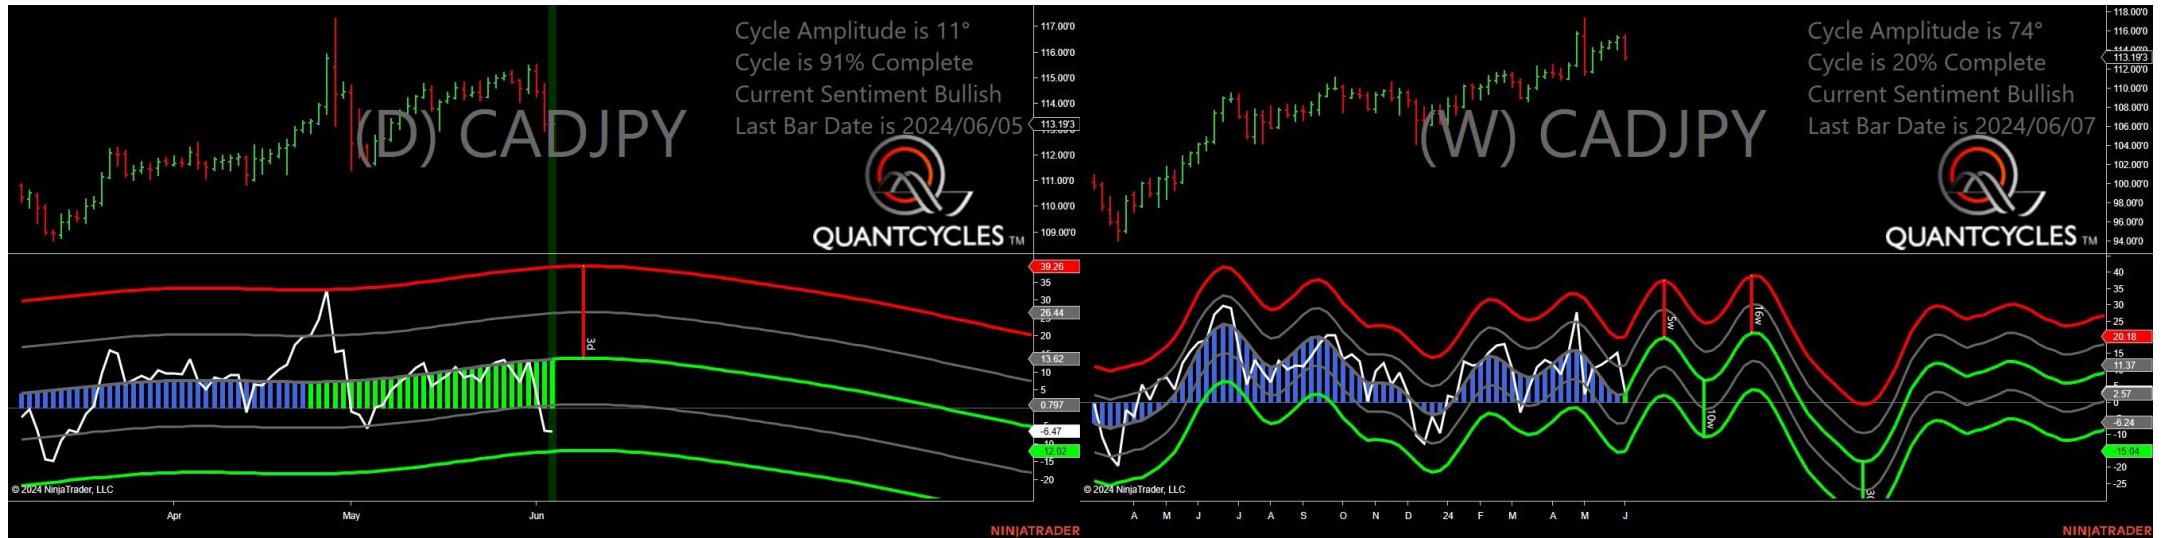 Cycle Amplitude is 11°
Cycle is 91% Complete
Current Sentiment Bullish
Last Bar Date is 2024/06/05
(D) CADJPY
QUANTCYCLES TM
117.00'0
116.00'0
115.00'0
114.00'0
113.19'3
112.00'0
111.00'0
110.00'0
109.00'0
39.26
35
30
26.44
20
13.62
10
5
0.797
-6.47
-12.02
-15
-20
3d
© 2024 NinjaTrader, LLC
Apr
May
Jun
NINJATRADER
Cycle Amplitude is 74°
Cycle is 20% Complete
Current Sentiment Bullish
Last Bar Date is 2024/06/07
(W) CADJPY
QUANTCYCLES TM
118.00'0
116.00'0
114.00'0
113.19'3
112.00'0
110.00'0
108.00'0
106.00'0
104.00'0
102.00'0
100.00'0
98.00'0
96.00'0
94.00'0
40
35
30
25
20.18
15
11.37
2.57
0
-6.24
-10
-15.04
-20
-25
5w
16w
10w
© 2024 NinjaTrader, LLC
A M J J A S O N D 24 F M A M J
NINJATRADER